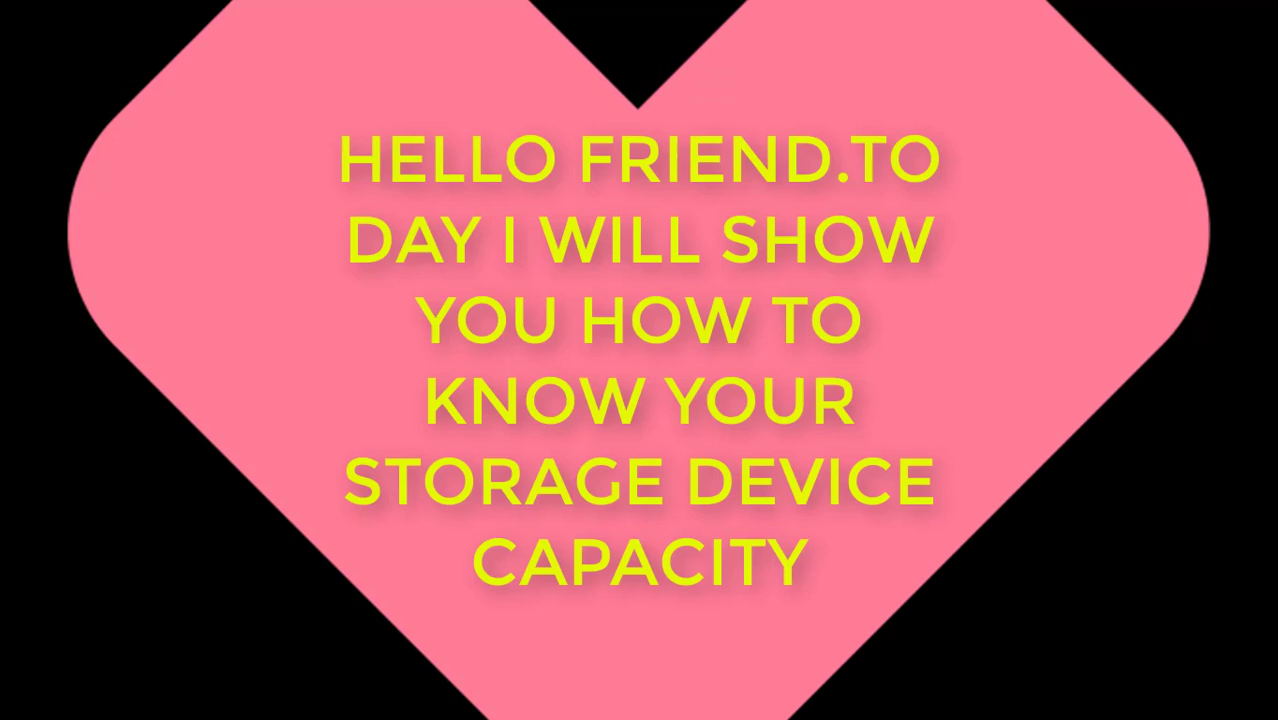 HELLO FRIEND.TO
DAY I WILL SHOW
YOU HOW TO
KNOW YOUR
STORAGE DEVICE
CAPACITY